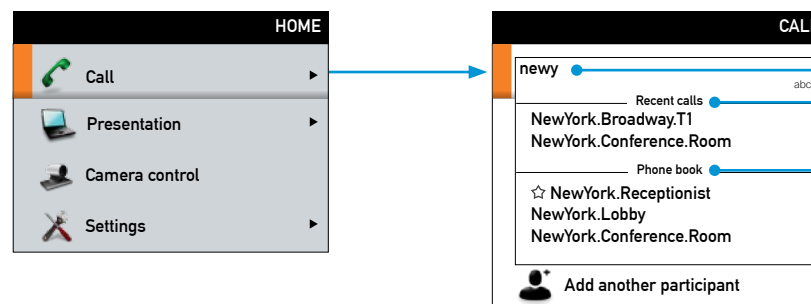 HOME
Call
Presentation
Camera control
Settings
CAL
newy
abc
Recent calls
NewYork.Broadway.T1
NewYork.Conference.Room
Phone book
NewYork.Receptionist
NewYork.Lobby
NewYork.Conference.Room
Add another participant